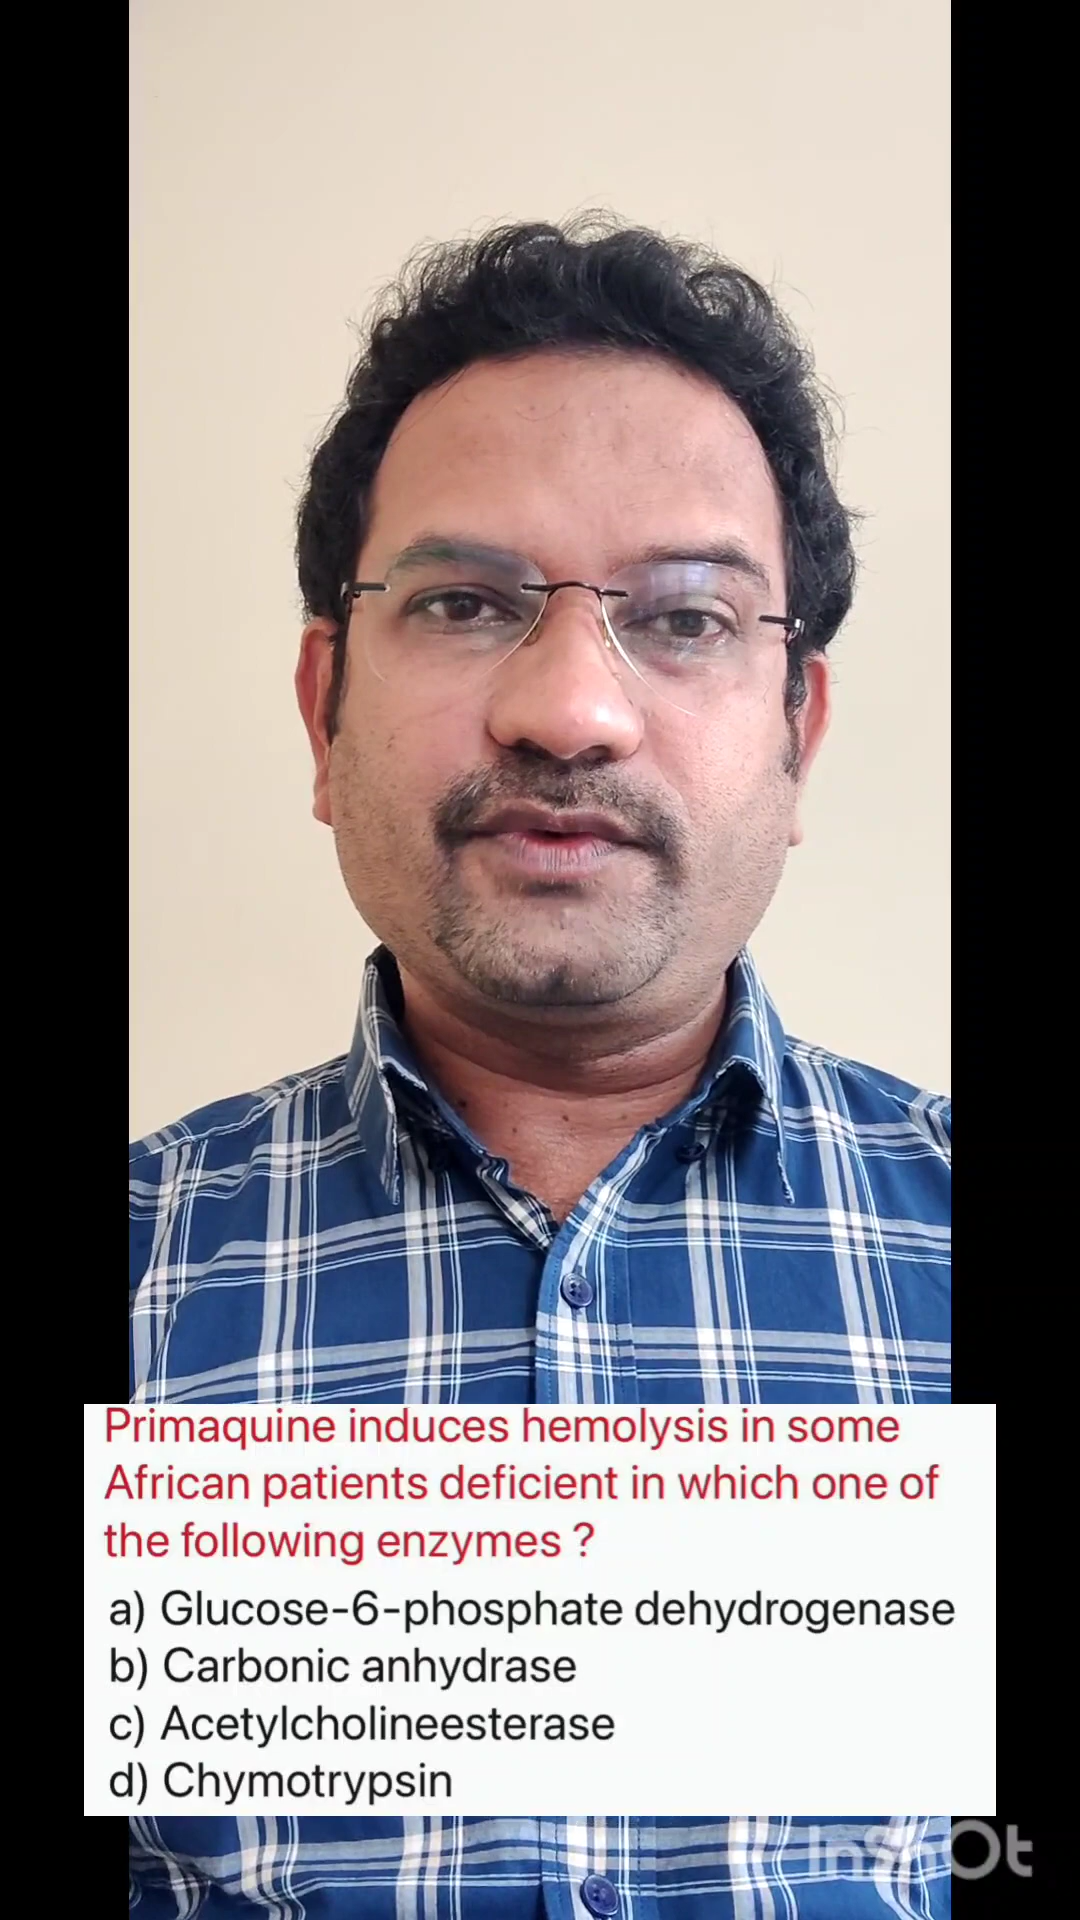 Primaquine induces hemolysis in some
African patients deficient in which one of
the following enzymes ?
a) Glucose-6-phosphate dehydrogenase
b) Carbonic anhydrase
c) Acetylcholineesterase
d) Chymotrypsin
InShOt